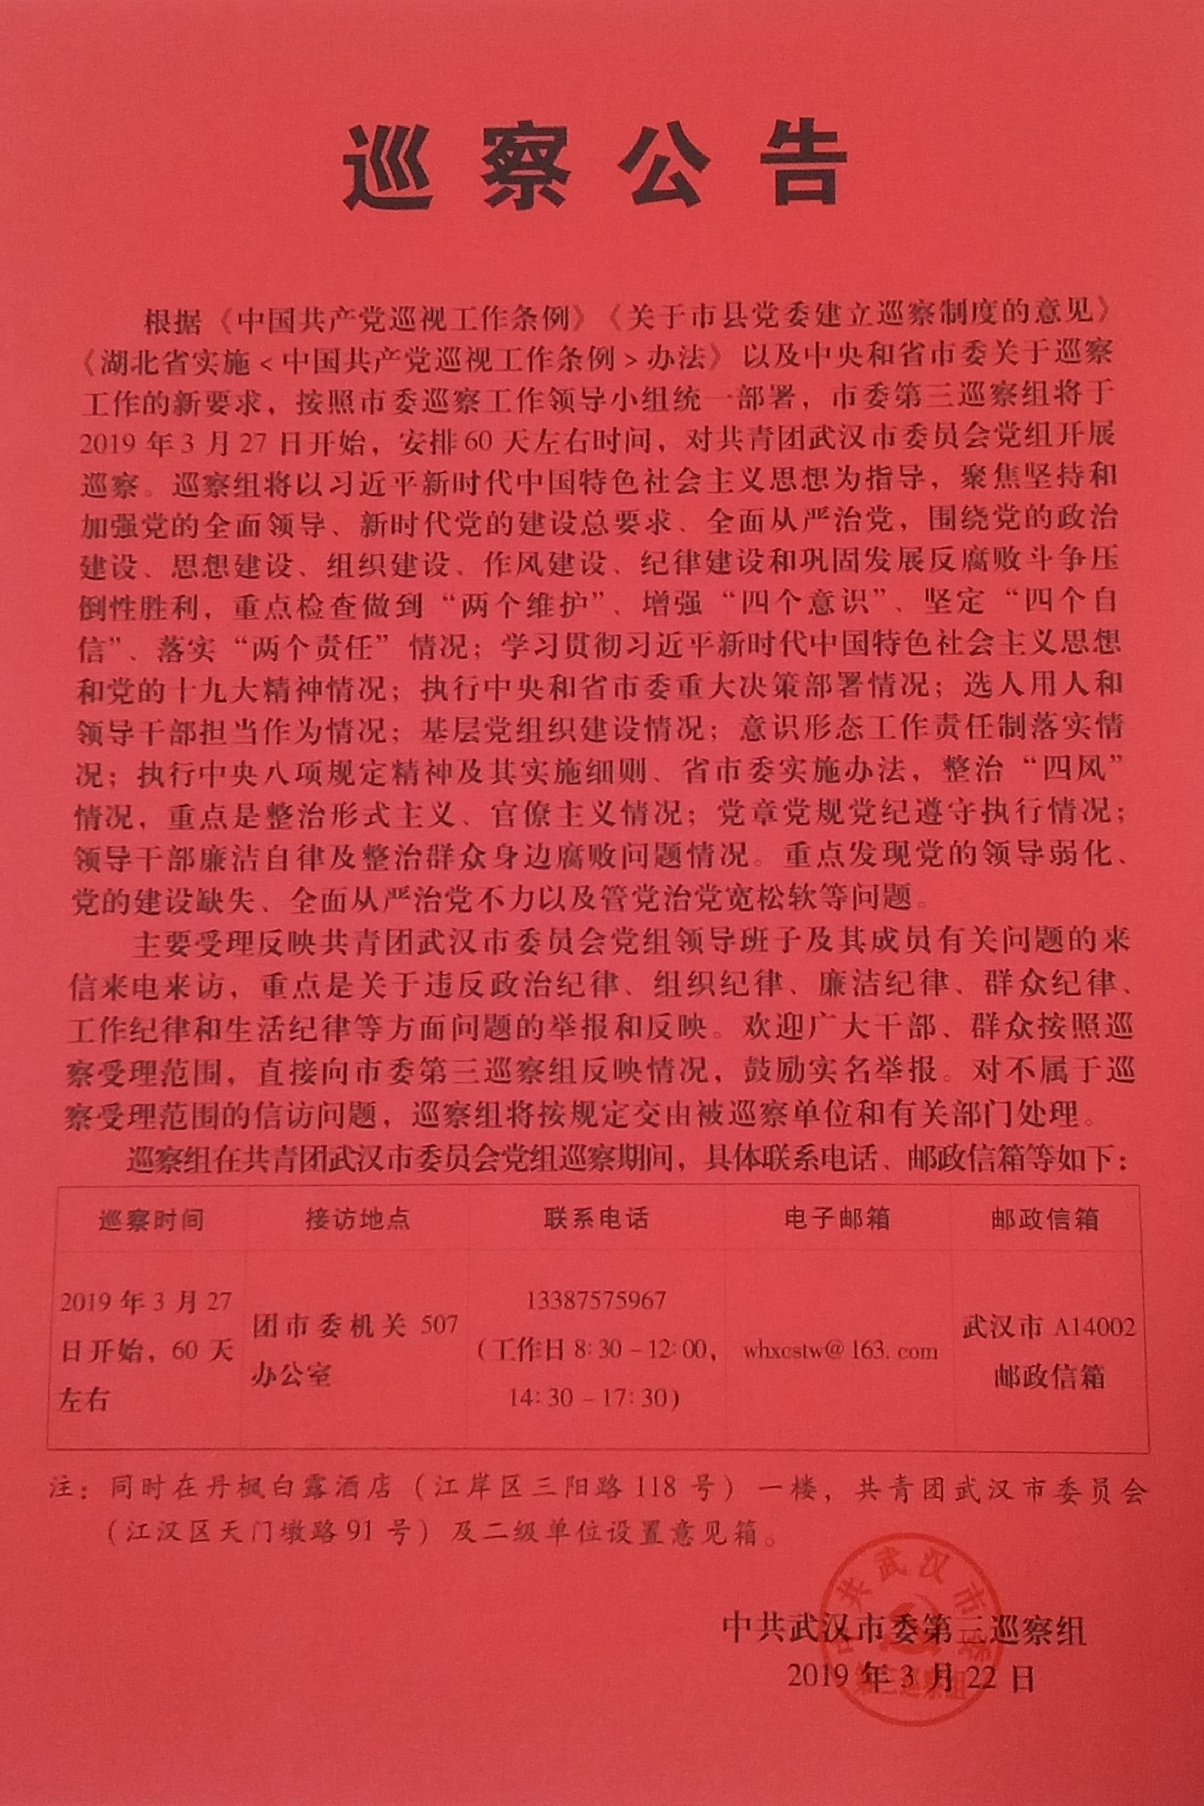 巡察公告
根据《中国共产党巡视工作条例》《关于市县党委建立巡察制度的意见》
《湖北省实施<中国共产党巡视工作条例>办法》以及中央和省市委关于巡察
工作的新要求，按照市委巡察工作领导小组统一部署，市委第三巡察组将于
2019年3月27日开始，安排60天左右时间，对共青团武汉市委员会党组开展
巡察。巡察组将以习近平新时代中国特色社会主义思想为指导，聚焦坚持和
加强党的全面领导、新时代党的建设总要求、全面从严治党，围绕党的政治
建设、思想建设、组织建设、作风建设、纪律建设和巩固发展反腐败斗争压
倒性胜利，重点检查做到“两个维护”、增强“四个意识”、坚定“四个自
信”、落实“两个责任”情况；学习贯彻习近平新时代中国特色社会主义思想
和党的十九大精神情况；执行中央和省市委重大决策部署情况；选人用人和
领导干部担当作为情况；基层党组织建设情况；意识形态工作责任制落实情
况；执行中央八项规定精神及其实施细则、省市委实施办法，整治“四风”
情况，重点是整治形式主义、官僚主义情况；党章党规党纪遵守执行情况；
领导干部廉洁自律及整治群众身边腐败问题情况。重点发现党的领导弱化、
党的建设缺失、全面从严治党不力以及管党治党宽松软等问题。
主要受理反映共青团武汉市委员会党组领导班子及其成员有关问题的来
信来电来访，重点是关于违反政治纪律、组织纪律、廉洁纪律、群众纪律、
工作纪律和生活纪律等方面问题的举报和反映。欢迎广大干部、群众按照巡
察受理范围，直接向市委第三巡察组反映情况，鼓励实名举报。对不属于巡
察受理范围的信访问题，巡察组将按规定交由被巡察单位和有关部门处理。
巡察组在共青团武汉市委员会党组巡察期间，具体联系电话、邮政信箱等如下：
巡察时间 接访地点 联系电话 电子邮箱 邮政信箱
2019年3月27
日开始，60天
左右
团市委机关507
办公室
13387575967
(工作日8:30-12:00，
14:30-17:30)
whxcstw@163.com
武汉市A14002
邮政信箱
注：同时在丹枫白露酒店（江岸区三阳路118号）一楼，共青团武汉市委员会
（江汉区天门墩路91号）及二级单位设置意见箱。
中共武汉市委第三巡察组
2019年3月22日
中共武汉市委
第三巡察组